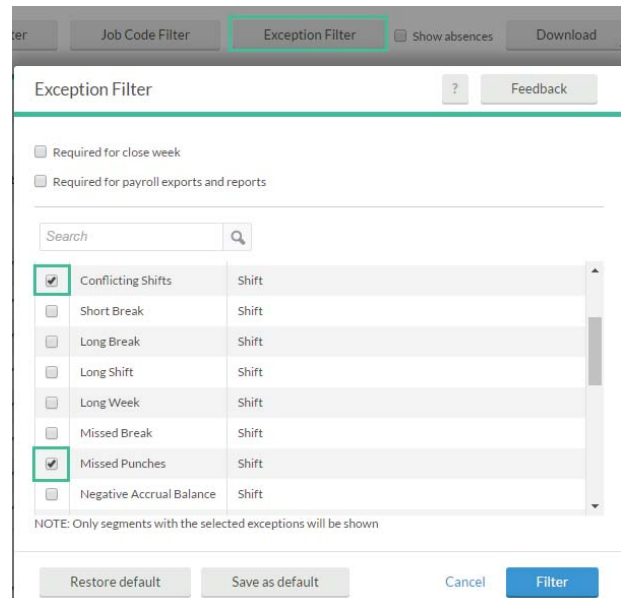 Job Code Filter Exception Filter Show absences Download
Exception Filter ? Feedback
Required for close week
Required for payroll exports and reports
Search
Conflicting Shifts Shift
Short Break Shift
Long Break Shift
Long Shift Shift
Long Week Shift
Missed Break Shift
Missed Punches Shift
Negative Accrual Balance Shift
NOTE: Only segments with the selected exceptions will be shown
Restore default Save as default Cancel Filter